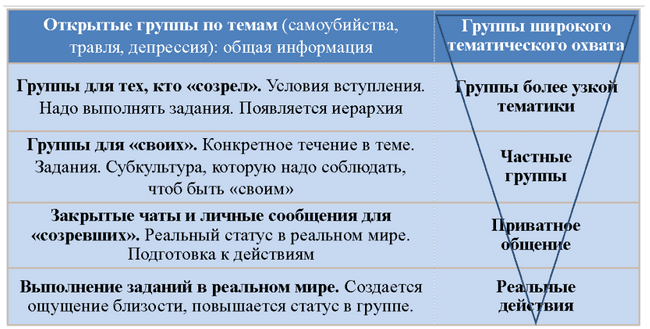 Открытые группы по темам (самоубийства,
травля, депрессия): общая информация
Группы широкого
тематического охвата
Группы для тех, кто «созрел». Условия вступления.
Надо выполнять задания. Появляется иерархия
Группы более узкой
тематики
Группы для «своих». Конкретное течение в теме.
Задания. Субкультура, которую надо соблюдать,
чтоб быть «своим»
Частные
группы
Закрытые чаты и личные сообщения для
«созревших». Реальный статус в реальном мире.
Подготовка к действиям
Приватное
общение
Выполнение заданий в реальном мире. Создается
ощущение близости, повышается статус в группе.
Реальные
действия